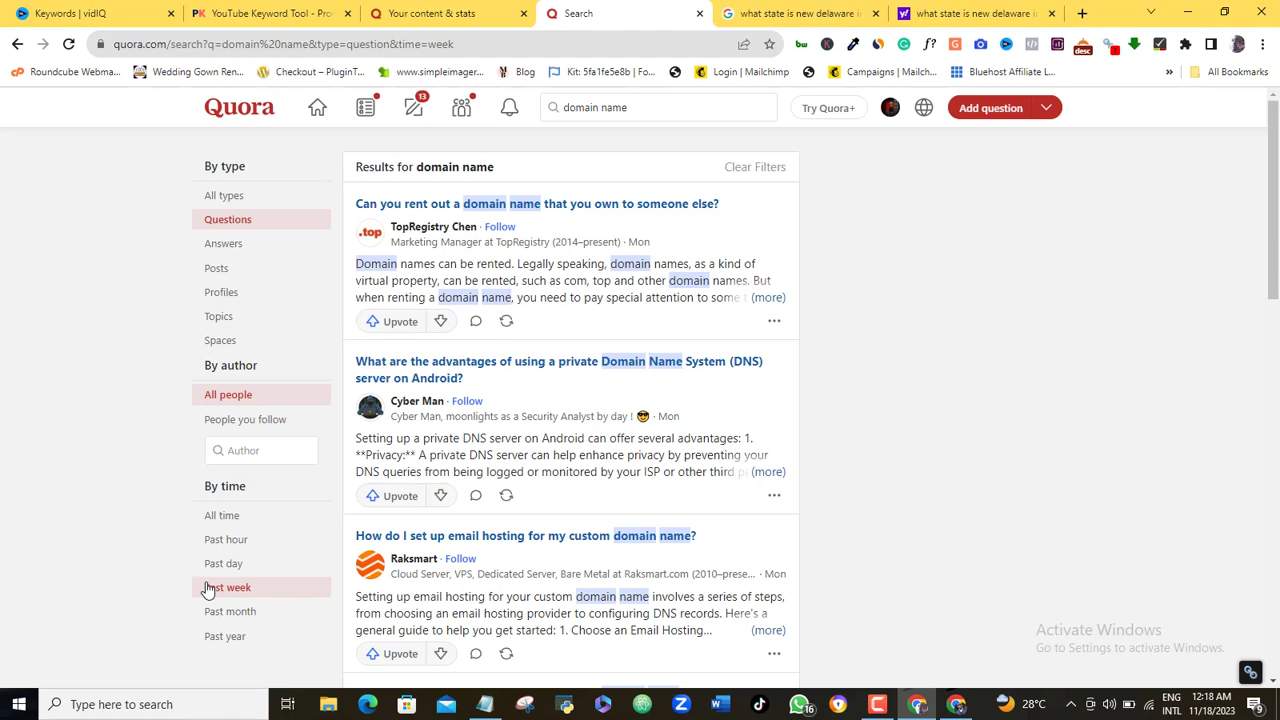 Keywords | vidIQ
YouTube Keyword Tool - Pro
Your content & stats
Search
what state is new delaware i
what state is new delaware i
quora.com/search?q=domain%20name&type=question&time=week
Roundcube Webma...
Wedding Gown Ren...
Checkout – Plugin1...
www.simpleimager...
Blog
Kit: 5fa1fe5e8b | Fo...
Login | Mailchimp
Campaigns | Mailch...
Bluehost Affiliate L...
»
All Bookmarks
Quora
13
domain name
Try Quora+
Add question
By type
All types
Questions
Answers
Posts
Profiles
Topics
Spaces
By author
All people
People you follow
Author
By time
All time
Past hour
Past day
Past week
Past month
Past year
Results for domain name
Clear Filters
Can you rent out a domain name that you own to someone else?
.top
TopRegistry Chen · Follow
Marketing Manager at TopRegistry (2014–present) · Mon
Domain names can be rented. Legally speaking, domain names, as a kind of
virtual property, can be rented, such as com, top and other domain names. But
when renting a domain name, you need to pay special attention to some (more)
Upvote
What are the advantages of using a private Domain Name System (DNS)
server on Android?
Cyber Man · Follow
Cyber Man, moonlights as a Security Analyst by day ! 😎 · Mon
Setting up a private DNS server on Android can offer several advantages: 1.
**Privacy:** A private DNS server can help enhance privacy by preventing your
DNS queries from being logged or monitored by your ISP or other third (more)
Upvote
How do I set up email hosting for my custom domain name?
Raksmart · Follow
Cloud Server, VPS, Dedicated Server, Bare Metal at Raksmart.com (2010–prese... · Mon
Setting up email hosting for your custom domain name involves a series of steps,
from choosing an email hosting provider to configuring DNS records. Here's a
general guide to help you get started: 1. Choose an Email Hosting... (more)
Upvote
Activate Windows
Go to Settings to activate Windows.
Type here to search
16
28°C
ENG
INTL
12:18 AM
11/18/2023